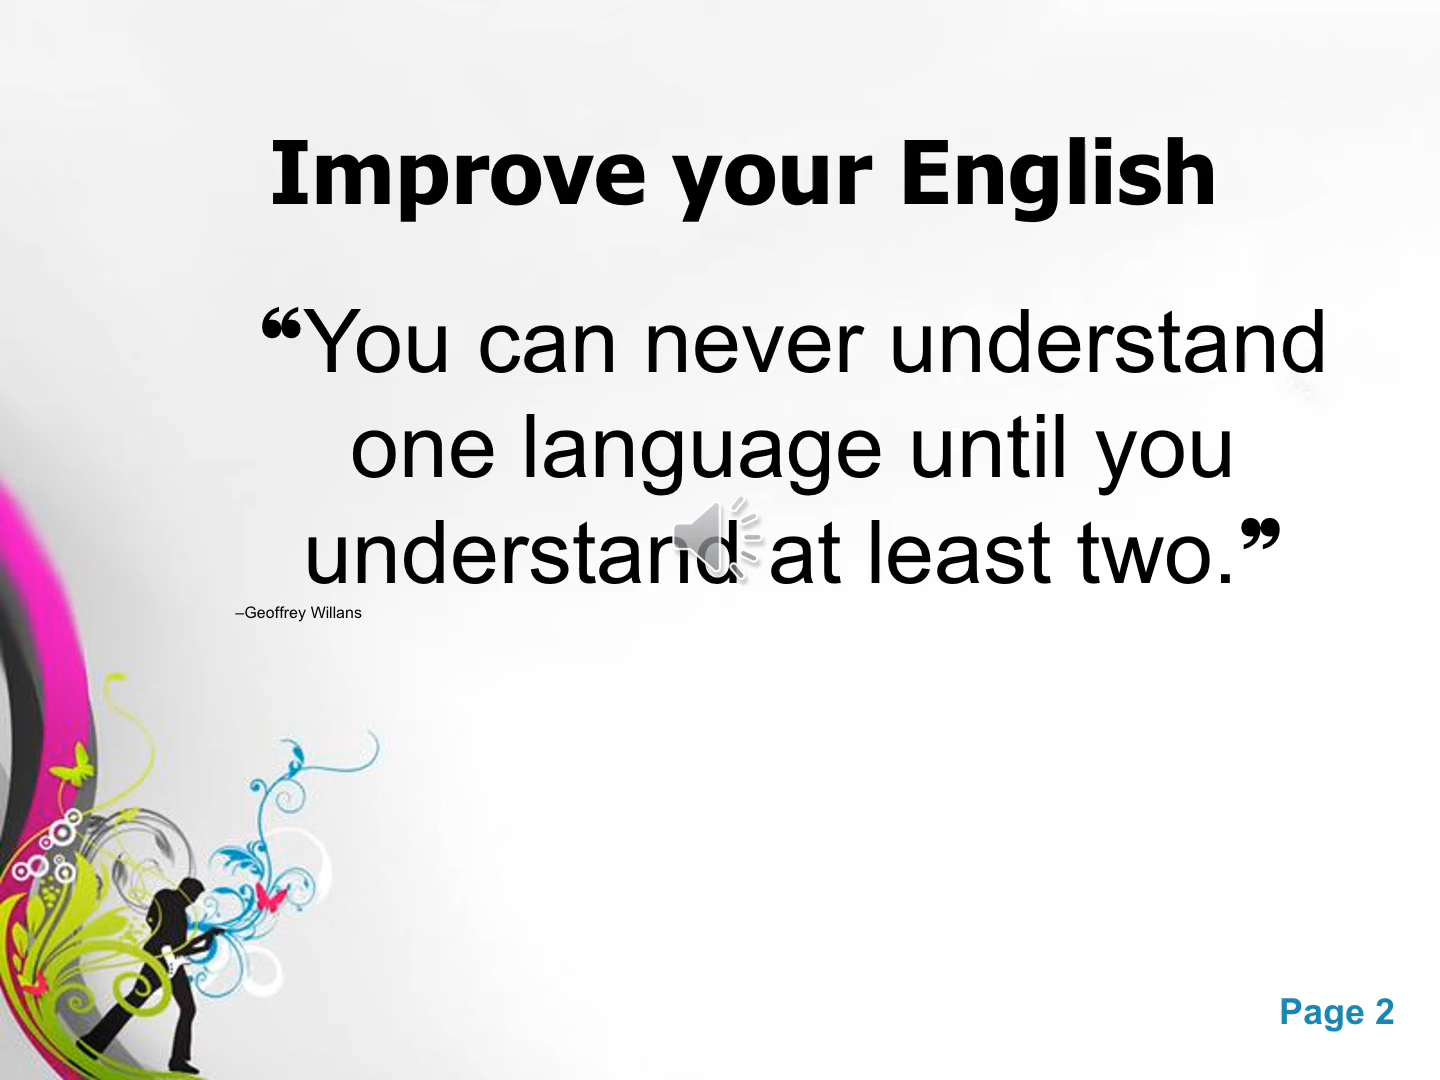 Improve your English
❝You can never understand
one language until you
understand at least two.❞
–Geoffrey Willans
Page 2